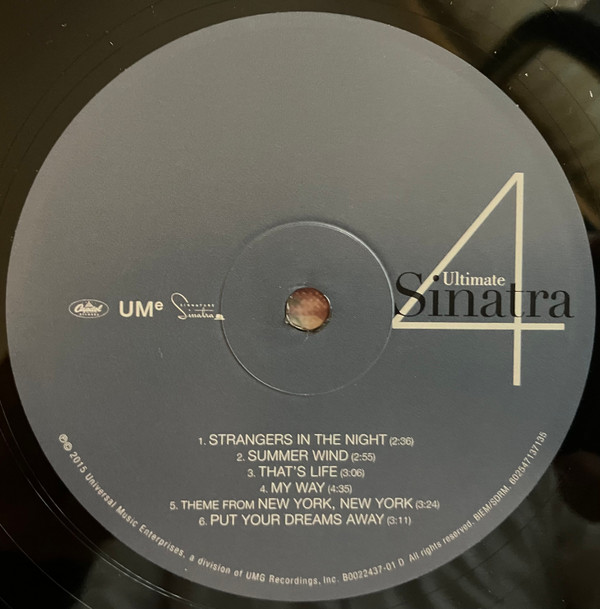 4
Ultimate
Sinatra
Capitol
RECORDS
UMe
SIGNATURE
Sinatra
1. STRANGERS IN THE NIGHT (2:36)
2. SUMMER WIND (2:55)
3. THAT'S LIFE (3:06)
4. MY WAY (4:35)
5. THEME FROM NEW YORK, NEW YORK (3:24)
6. PUT YOUR DREAMS AWAY (3:11)
℗© 2015 Universal Music Enterprises, a division of UMG Recordings, Inc. B0022437-01 D All rights reserved. BIEM/SDRM. 602547137135